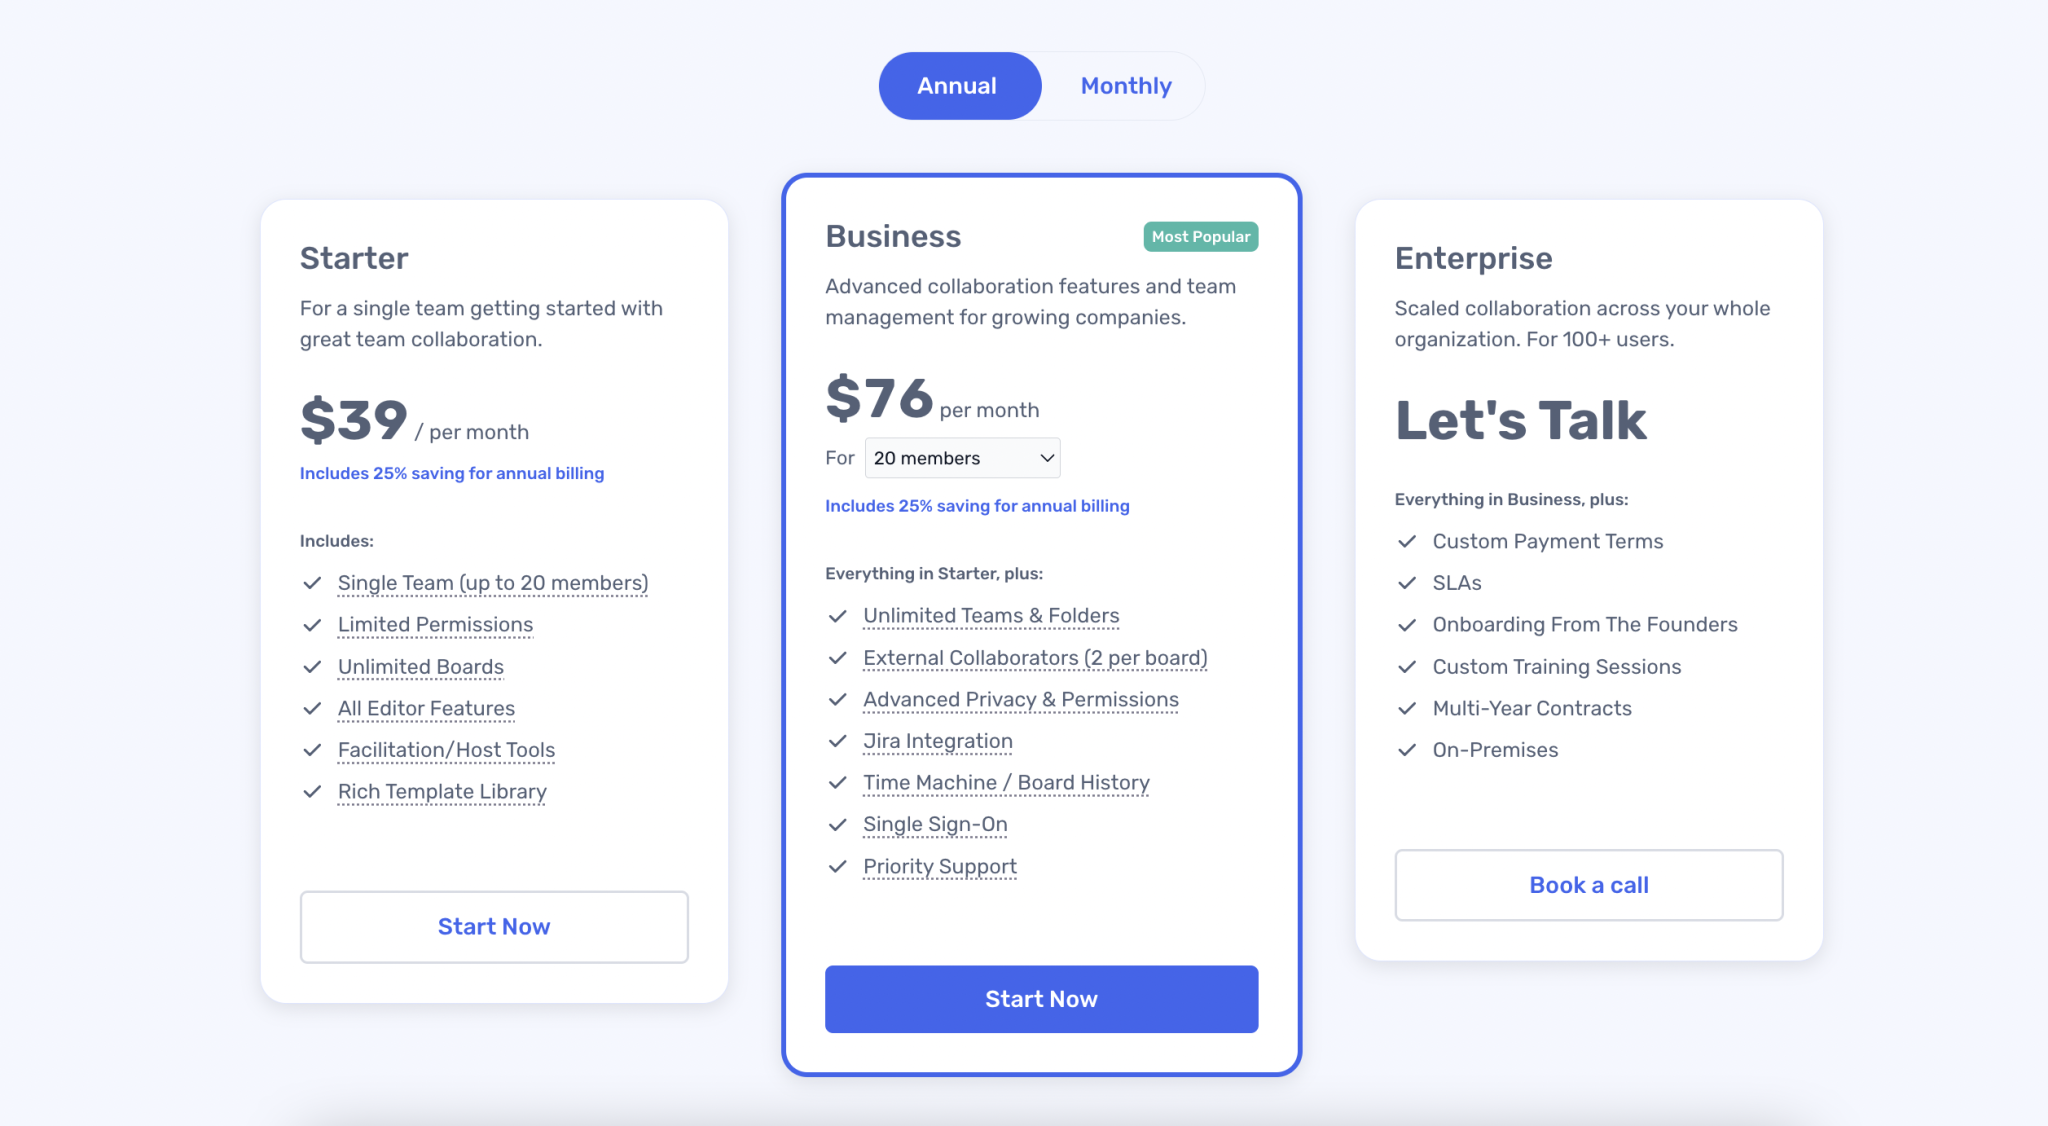 Annual
Monthly
Starter
For a single team getting started with
great team collaboration.
$39 / per month
Includes 25% saving for annual billing
Includes:
Single Team (up to 20 members)
Limited Permissions
Unlimited Boards
All Editor Features
Facilitation/Host Tools
Rich Template Library
Start Now
Business
Most Popular
Advanced collaboration features and team
management for growing companies.
$76 per month
For 20 members
Includes 25% saving for annual billing
Everything in Starter, plus:
Unlimited Teams & Folders
External Collaborators (2 per board)
Advanced Privacy & Permissions
Jira Integration
Time Machine / Board History
Single Sign-On
Priority Support
Start Now
Enterprise
Scaled collaboration across your whole
organization. For 100+ users.
Let's Talk
Everything in Business, plus:
Custom Payment Terms
SLAs
Onboarding From The Founders
Custom Training Sessions
Multi-Year Contracts
On-Premises
Book a call